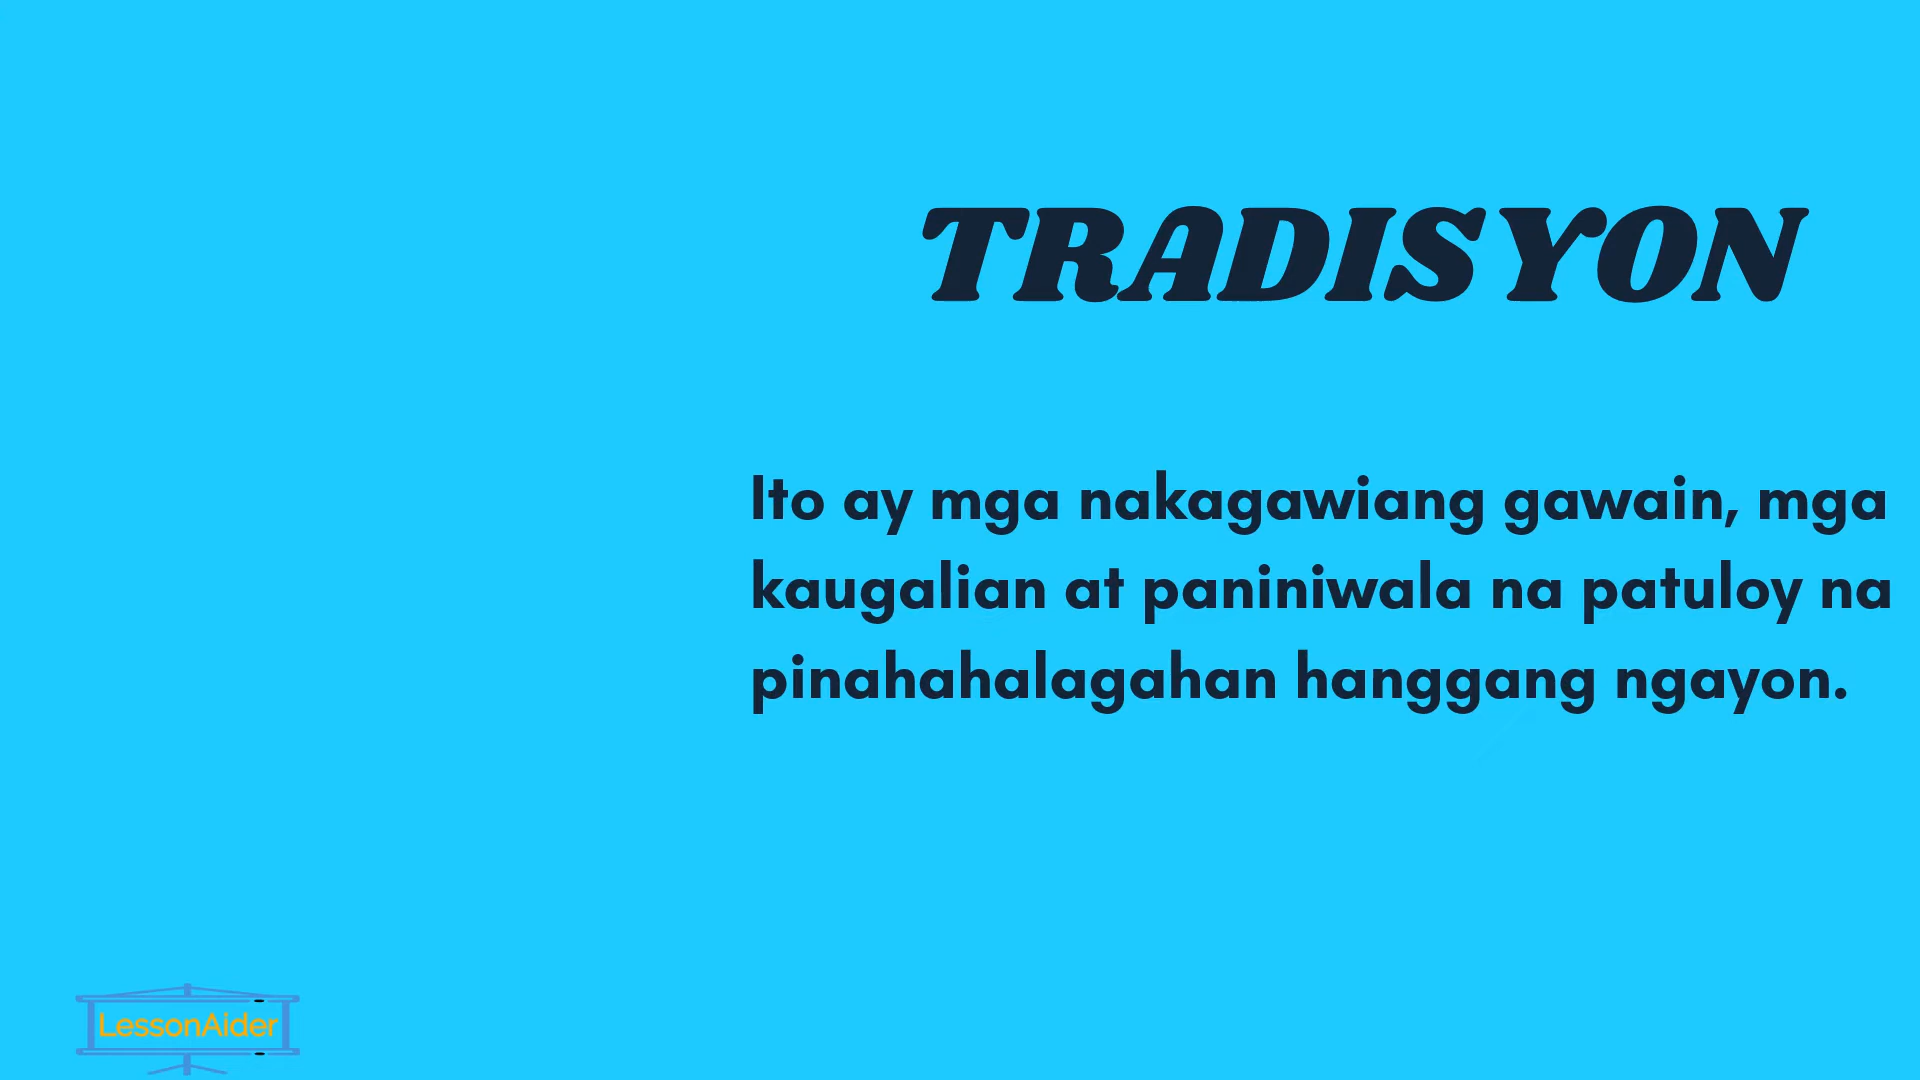 TRADISYON
Ito ay mga nakagawiang gawain, mga
kaugalian at paniniwala na patuloy na
pinahahalagahan hanggang ngayon.
LessonAider